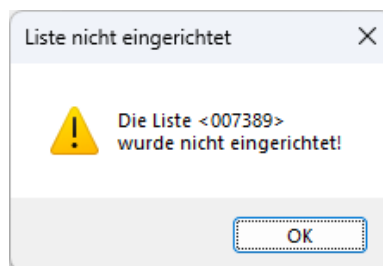 Liste nicht eingerichtet
Die Liste <007389>
wurde nicht eingerichtet!
OK